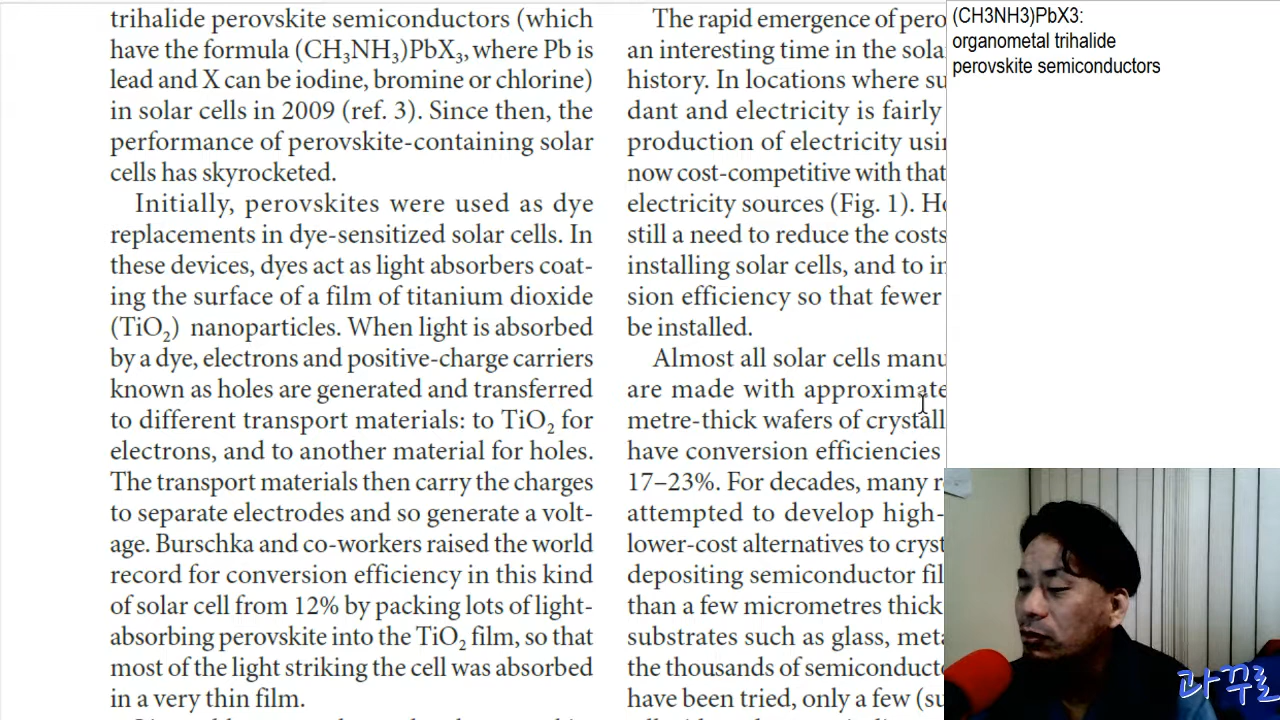 trihalide perovskite semiconductors (which
have the formula (CH₃NH₃)PbX₃, where Pb is
lead and X can be iodine, bromine or chlorine)
in solar cells in 2009 (ref. 3). Since then, the
performance of perovskite-containing solar
cells has skyrocketed.
Initially, perovskites were used as dye
replacements in dye-sensitized solar cells. In
these devices, dyes act as light absorbers coat-
ing the surface of a film of titanium dioxide
(TiO₂) nanoparticles. When light is absorbed
by a dye, electrons and positive-charge carriers
known as holes are generated and transferred
to different transport materials: to TiO₂ for
electrons, and to another material for holes.
The transport materials then carry the charges
to separate electrodes and so generate a volt-
age. Burschka and co-workers raised the world
record for conversion efficiency in this kind
of solar cell from 12% by packing lots of light-
absorbing perovskite into the TiO₂ film, so that
most of the light striking the cell was absorbed
in a very thin film.
The rapid emergence of pero
an interesting time in the sola
history. In locations where su
dant and electricity is fairly
production of electricity usin
now cost-competitive with that
electricity sources (Fig. 1). Ho
still a need to reduce the costs
installing solar cells, and to in
sion efficiency so that fewer
be installed.
Almost all solar cells manu
are made with approximate
metre-thick wafers of crystall
have conversion efficiencies
17–23%. For decades, many r
attempted to develop high-
lower-cost alternatives to cryst
depositing semiconductor fil
than a few micrometres thick
substrates such as glass, meta
the thousands of semiconducto
have been tried, only a few (su
(CH3NH3)PbX3:
organometal trihalide
perovskite semiconductors
과꾸로